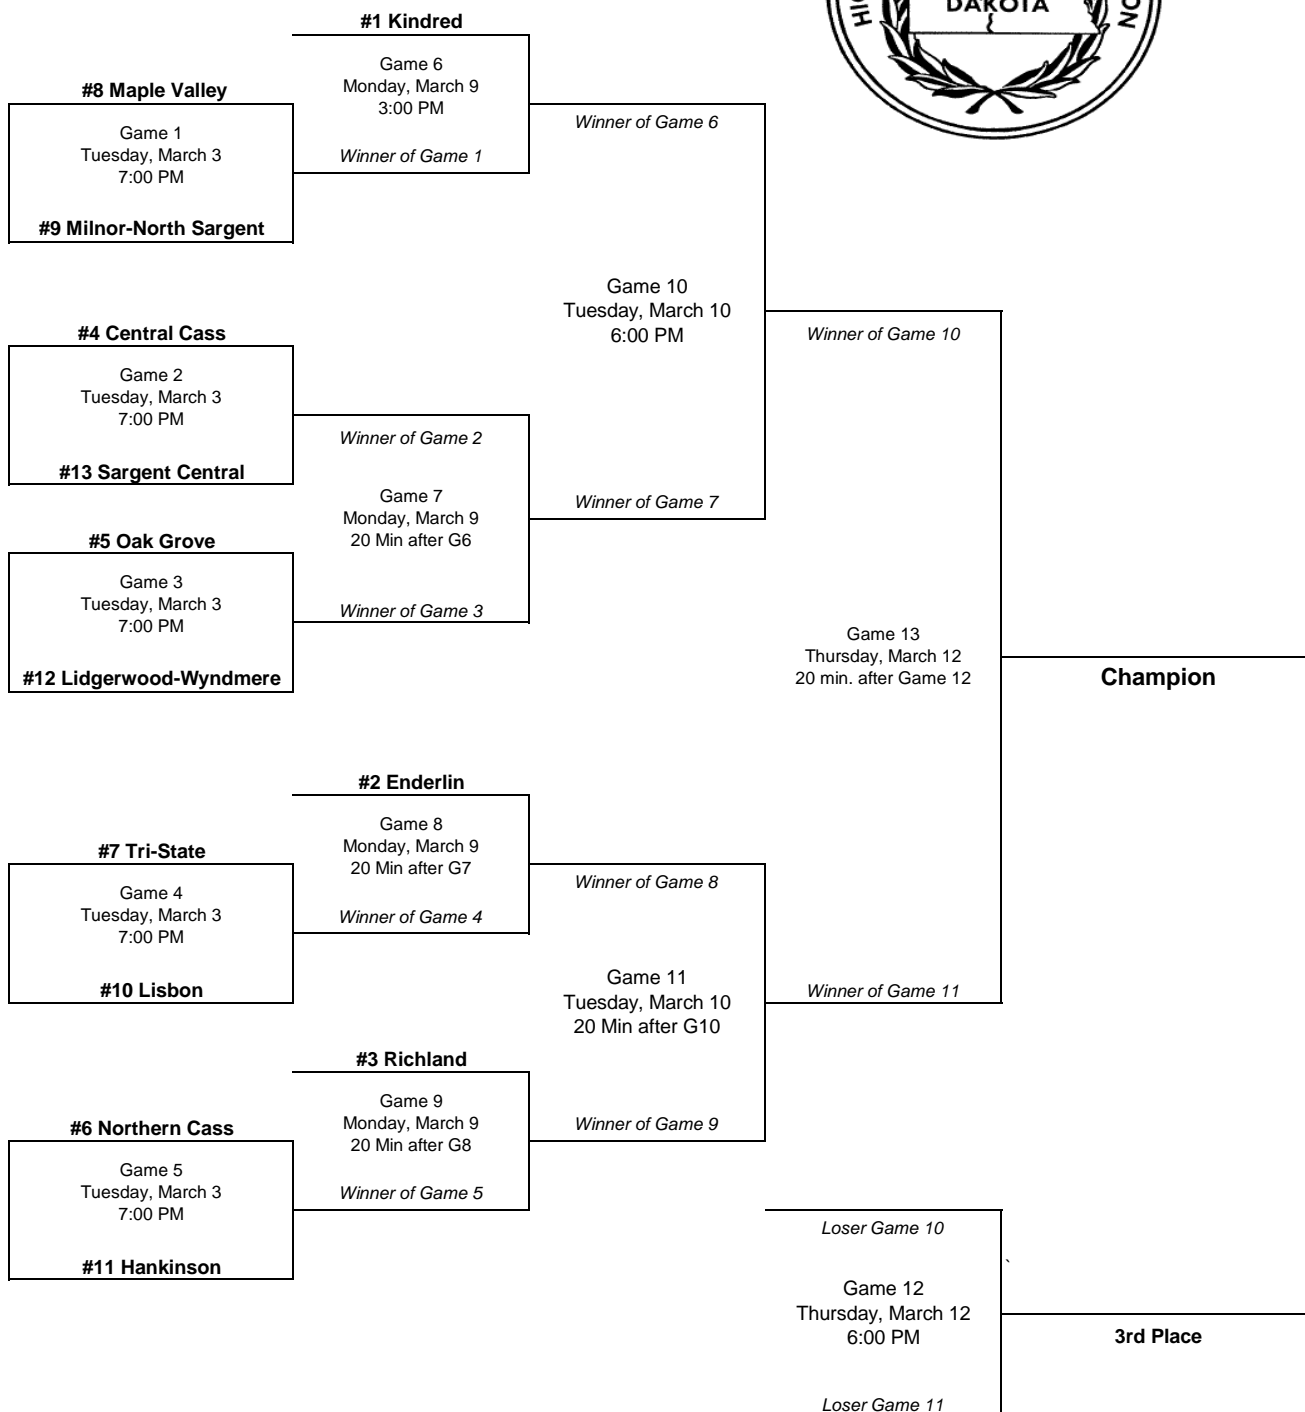 DAKOTA
#1 Kindred
Game 6
Monday, March 9
3:00 PM
Winner of Game 1
#8 Maple Valley
Game 1
Tuesday, March 3
7:00 PM
#9 Milnor-North Sargent
Winner of Game 6
Game 10
Tuesday, March 10
6:00 PM
Winner of Game 10
#4 Central Cass
Game 2
Tuesday, March 3
7:00 PM
#13 Sargent Central
Winner of Game 2
Game 7
Monday, March 9
20 Min after G6
Winner of Game 3
Winner of Game 7
#5 Oak Grove
Game 3
Tuesday, March 3
7:00 PM
#12 Lidgerwood-Wyndmere
Game 13
Thursday, March 12
20 min. after Game 12
Champion
#2 Enderlin
Game 8
Monday, March 9
20 Min after G7
Winner of Game 4
#7 Tri-State
Game 4
Tuesday, March 3
7:00 PM
#10 Lisbon
Winner of Game 8
Game 11
Tuesday, March 10
20 Min after G10
Winner of Game 11
#3 Richland
Game 9
Monday, March 9
20 Min after G8
Winner of Game 5
Winner of Game 9
#6 Northern Cass
Game 5
Tuesday, March 3
7:00 PM
#11 Hankinson
Loser Game 10
`
Game 12
Thursday, March 12
6:00 PM
3rd Place
Loser Game 11